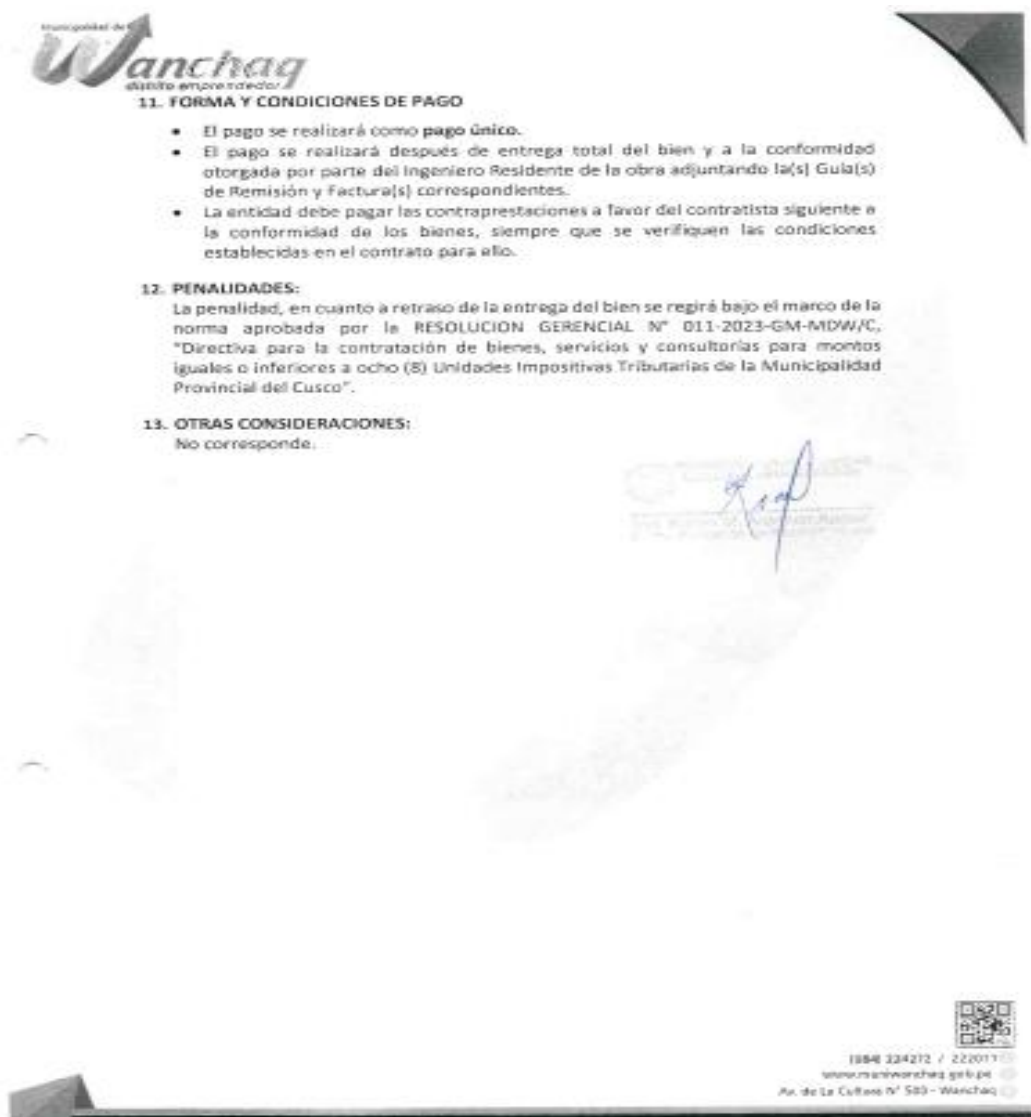 Municipalidad de
Wanchaq
distrito emprendedor
11. FORMA Y CONDICIONES DE PAGO
• El pago se realizará como pago único.
• El pago se realizará después de entrega total del bien y a la conformidad
otorgada por parte del Ingeniero Residente de la obra adjuntando la(s) Guía(s)
de Remisión y Factura(s) correspondientes.
• La entidad debe pagar las contraprestaciones a favor del contratista siguiente a
la conformidad de los bienes, siempre que se verifiquen las condiciones
establecidas en el contrato para ello.
12. PENALIDADES:
La penalidad, en cuanto a retraso de la entrega del bien se regirá bajo el marco de la
norma aprobada por la RESOLUCION GERENCIAL N° 011-2023-GM-MDW/C,
"Directiva para la contratación de bienes, servicios y consultorías para montos
iguales o inferiores a ocho (8) Unidades Impositivas Tributarias de la Municipalidad
Provincial del Cusco".
13. OTRAS CONSIDERACIONES:
No corresponde.
(084) 224272 / 222011
www.muniwanchaq.gob.pe
Av. de La Cultura N° 503 - Wanchaq